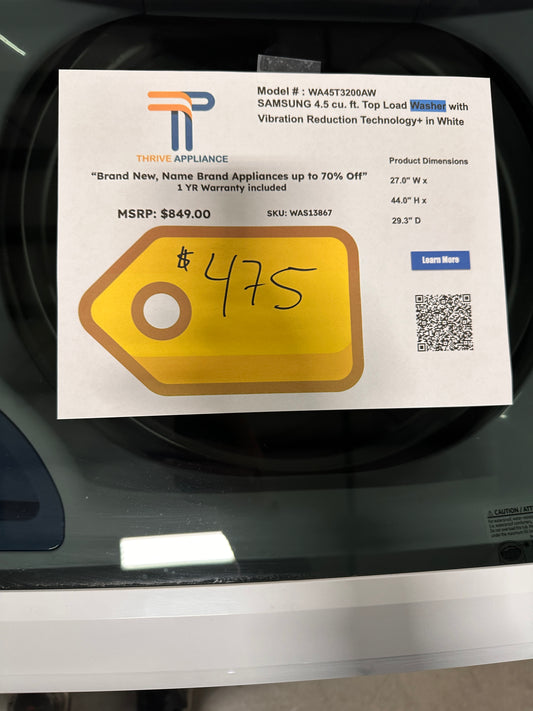 Model # : WA45T3200AW
SAMSUNG 4.5 cu. ft. Top Load Washer with
Vibration Reduction Technology+ in White
THRIVE APPLIANCE
“Brand New, Name Brand Appliances up to 70% Off”
1 YR Warranty included
MSRP: $849.00
SKU: WAS13867
Product Dimensions
27.0" W x
44.0" H x
29.3" D
Learn More
$475
CAUTION / ATT